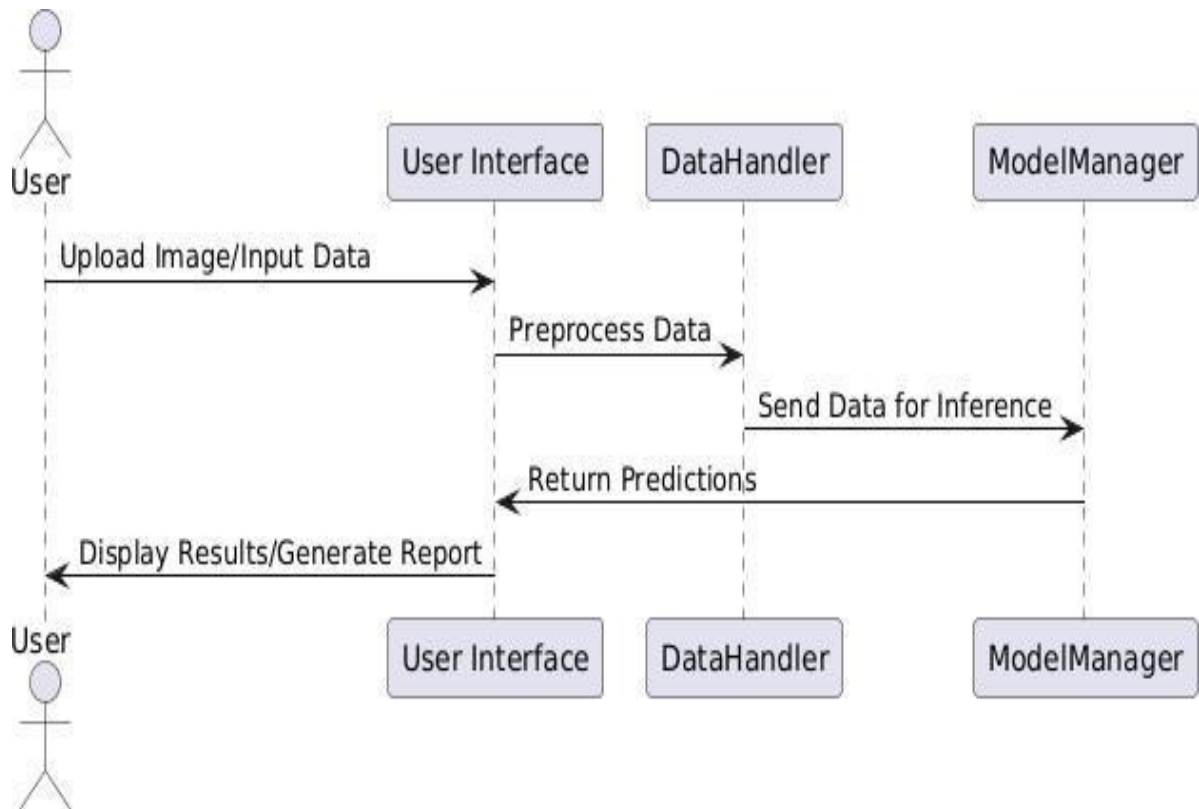 User
User Interface
DataHandler
ModelManager
Upload Image/Input Data
Preprocess Data
Send Data for Inference
Return Predictions
Display Results/Generate Report
User
User Interface
DataHandler
ModelManager